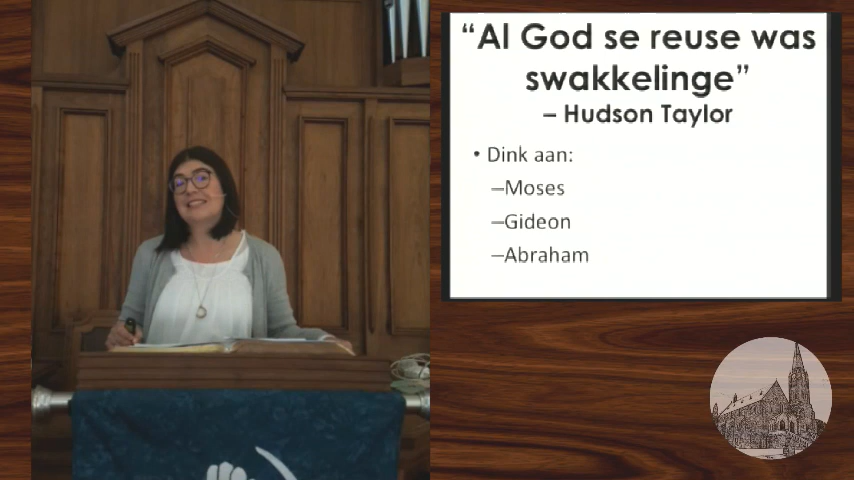 “Al God se reuse was
swakkelinge”
– Hudson Taylor
• Dink aan:
–Moses
–Gideon
–Abraham